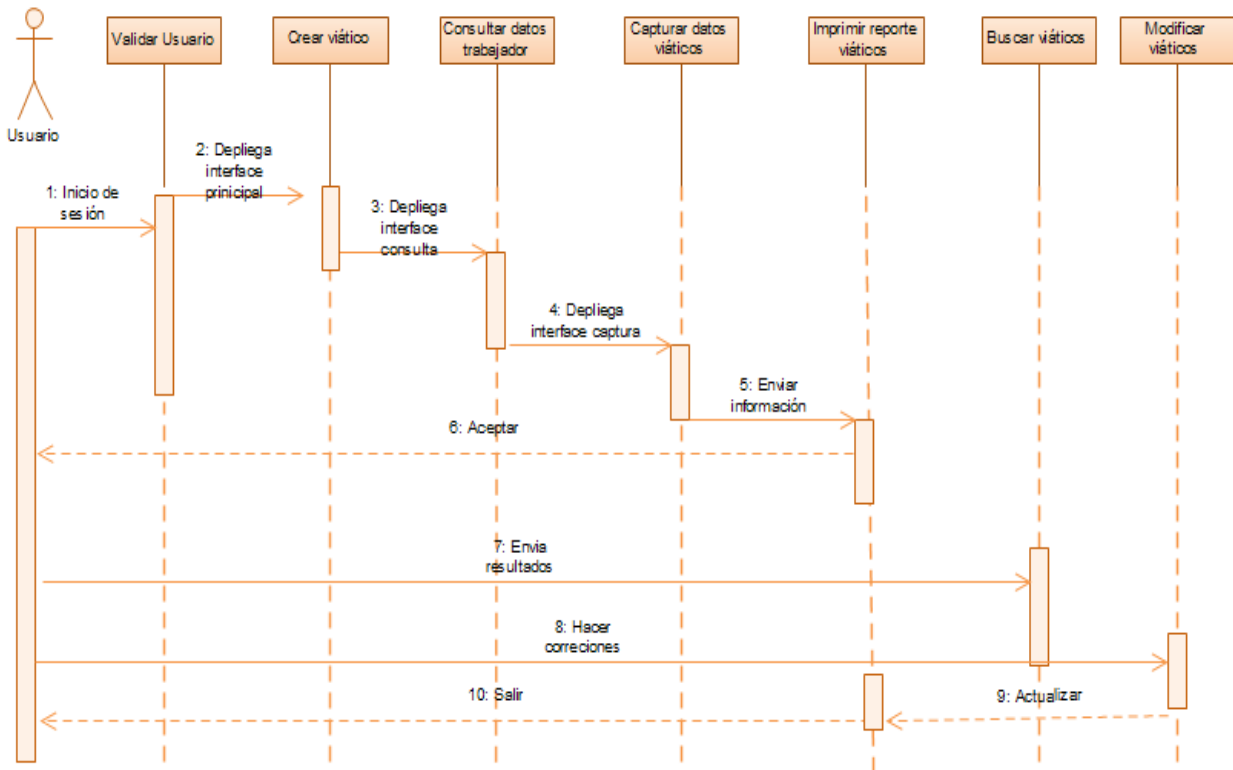 Validar Usuario
Crear viático
Consultar datos
trabajador
Capturar datos
viáticos
Imprimir reporte
viáticos
Buscar viáticos
Modificar
viáticos
Usuario
1: Inicio de
sesión
2: Depliega
interface
prinicipal
3: Depliega
interface
consulta
4: Depliega
interface captura
5: Enviar
información
6: Aceptar
7: Envia
resultados
8: Hacer
correciones
9: Actualizar
10: Salir